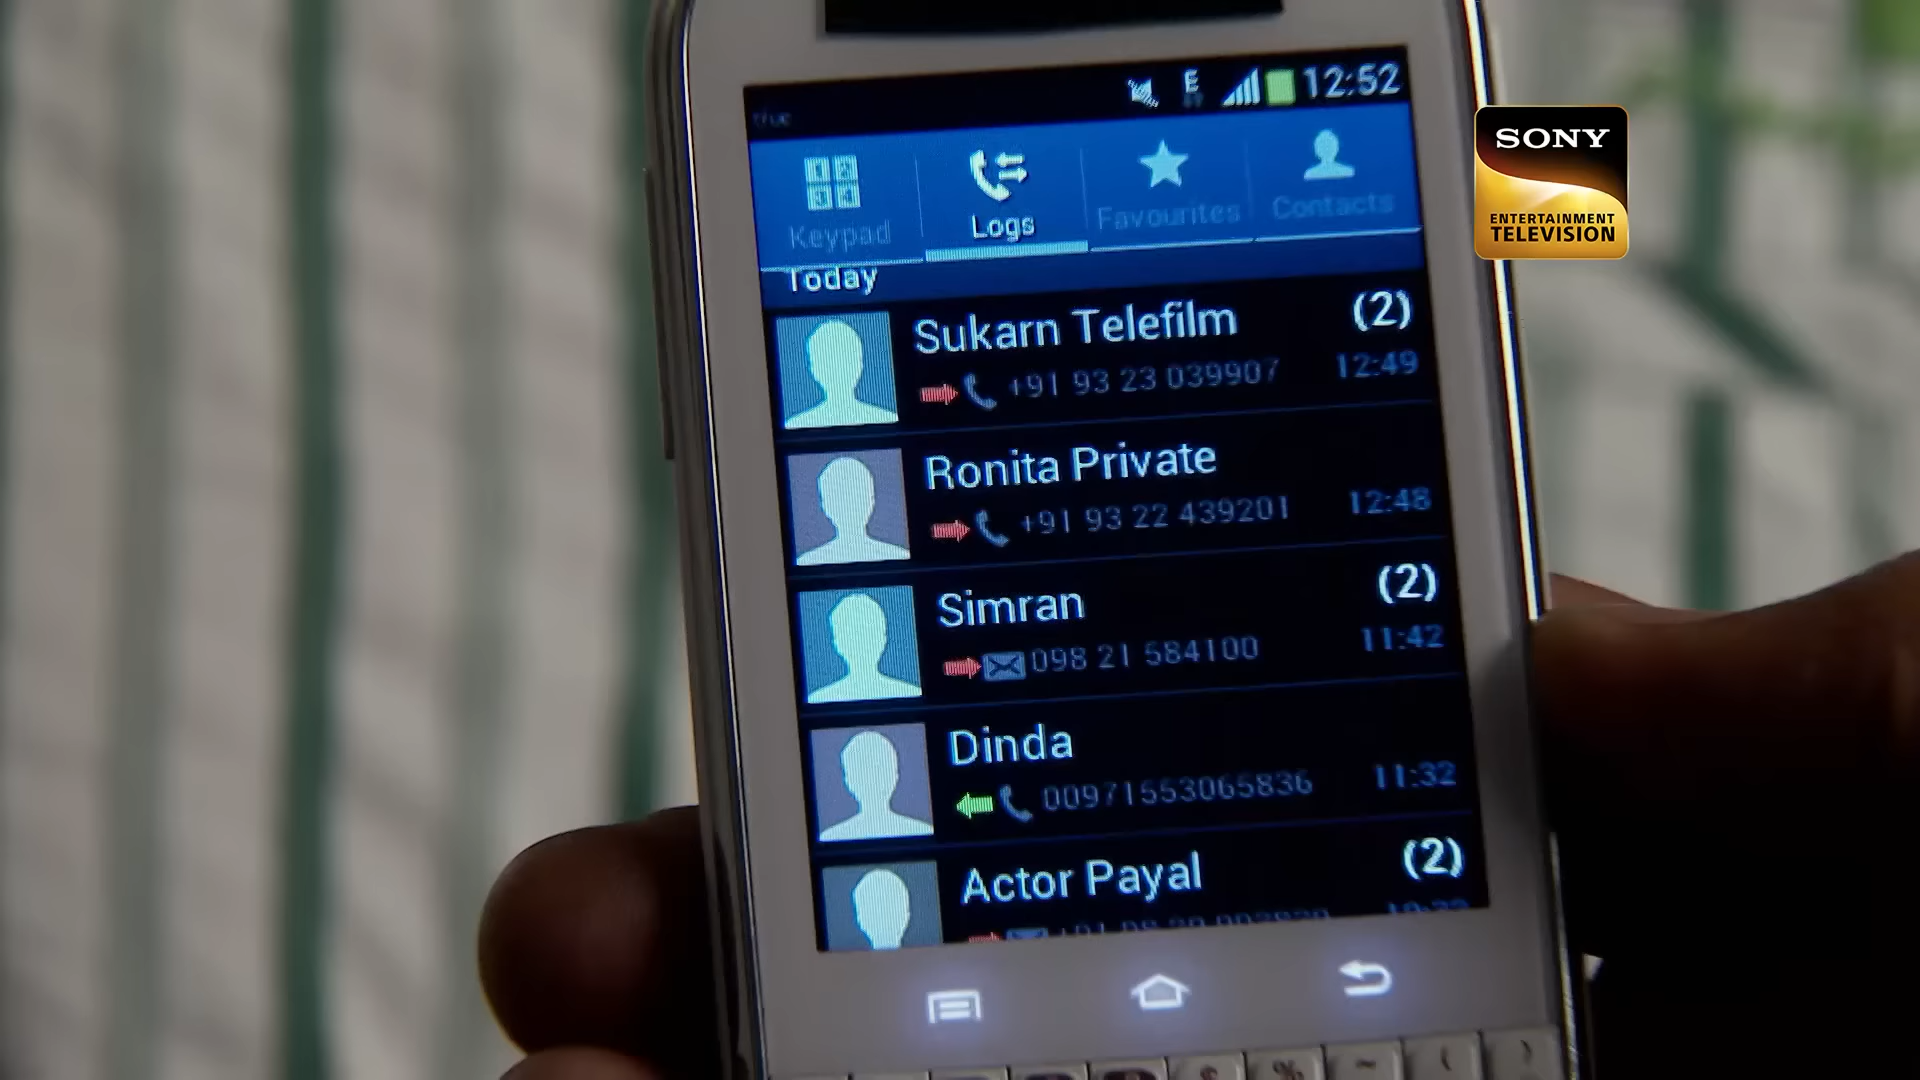 E
12:52
Keypad
Logs
Favourites
Contacts
SONY
ENTERTAINMENT
TELEVISION
Today
Sukarn Telefilm (2)
+91 93 23 039907 12:49
Ronita Private
+91 93 22 439201 12:48
Simran (2)
098 21 584100 11:42
Dinda
00971553065836 11:32
Actor Payal (2)